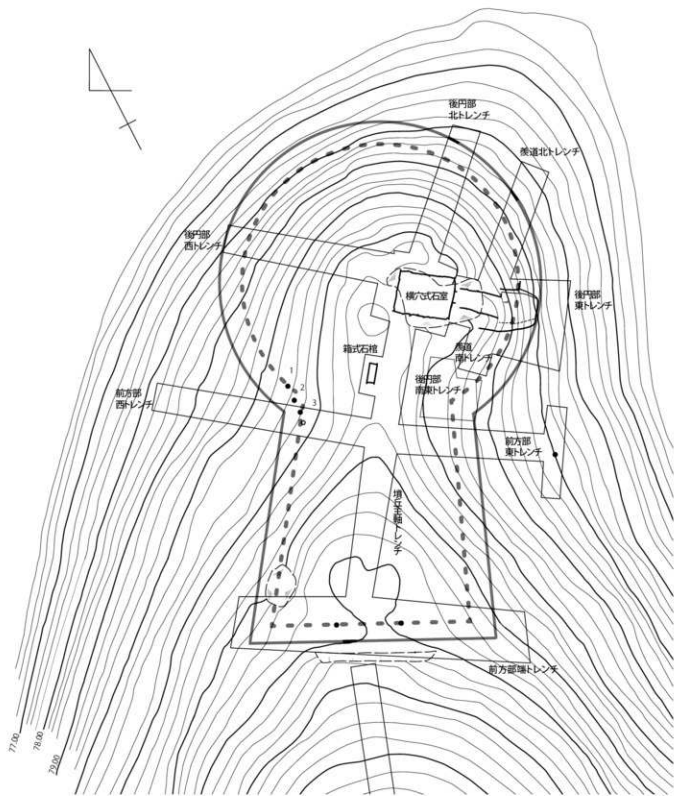 後円部
北トレンチ
羨道北トレンチ
後円部
西トレンチ
横穴式石室
後円部
東トレンチ
箱式石棺
羨道
南トレンチ
後円部
南東トレンチ
1
2
3
前方部
西トレンチ
前方部
東トレンチ
墳丘主軸トレンチ
前方部端トレンチ
77.00
78.00
79.00